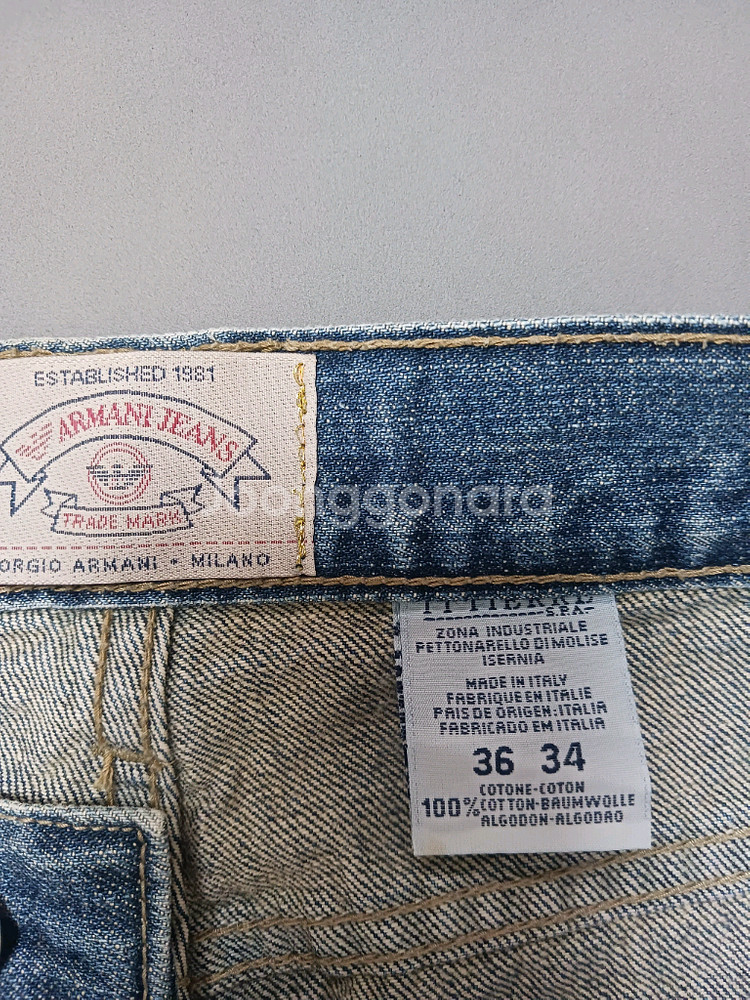 ESTABLISHED 1981
ARMANI JEANS
TRADE MARK
ORGIO ARMANI • MILANO
S.P.A.
ZONA INDUSTRIALE
PETTONARELLO DI MOLISE
ISERNIA
MADE IN ITALY
FABRIQUE EN ITALIE
PAIS DE ORIGEN:ITALIA
FABRICADO EM ITALIA
36 34
COTONE-COTON
100% COTTON-BAUMWOLLE
ALGODON-ALGODAO